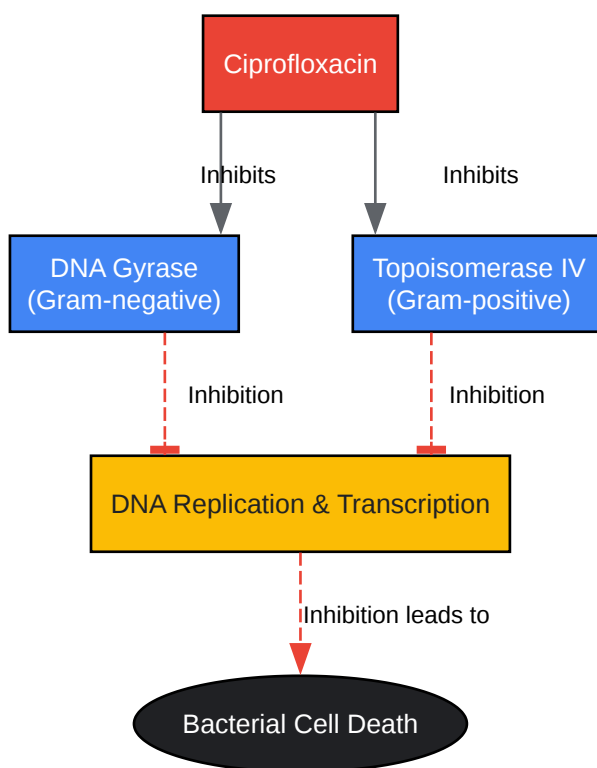 Ciprofloxacin
Inhibits
Inhibits
DNA Gyrase
(Gram-negative)
Topoisomerase IV
(Gram-positive)
Inhibition
Inhibition
DNA Replication & Transcription
Inhibition leads to
Bacterial Cell Death